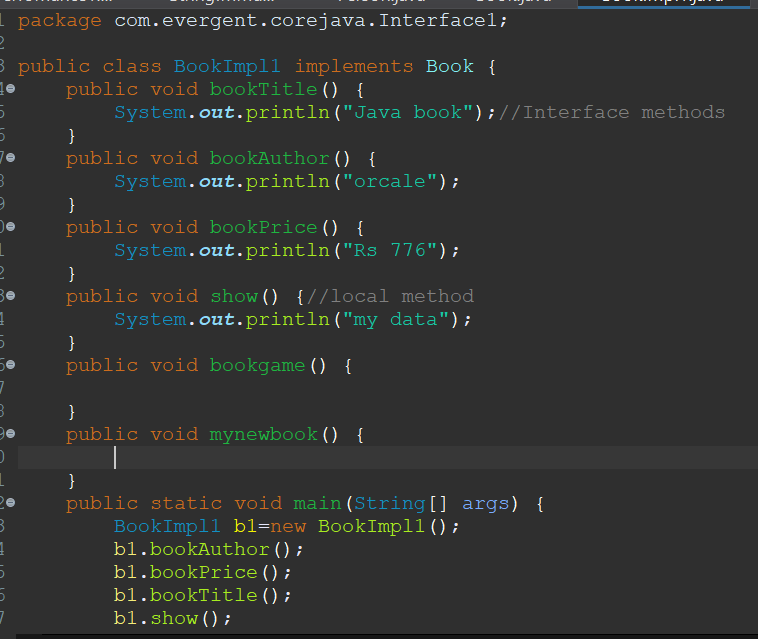 package com.evergent.corejava.Interface1;
public class BookImpl1 implements Book {
public void bookTitle() {
System.out.println("Java book");//Interface methods
}
public void bookAuthor() {
System.out.println("orcale");
}
public void bookPrice() {
System.out.println("Rs 776");
}
public void show() {//local method
System.out.println("my data");
}
public void bookgame() {
}
public void mynewbook() {
}
public static void main(String[] args) {
BookImpl1 b1=new BookImpl1();
b1.bookAuthor();
b1.bookPrice();
b1.bookTitle();
b1.show();